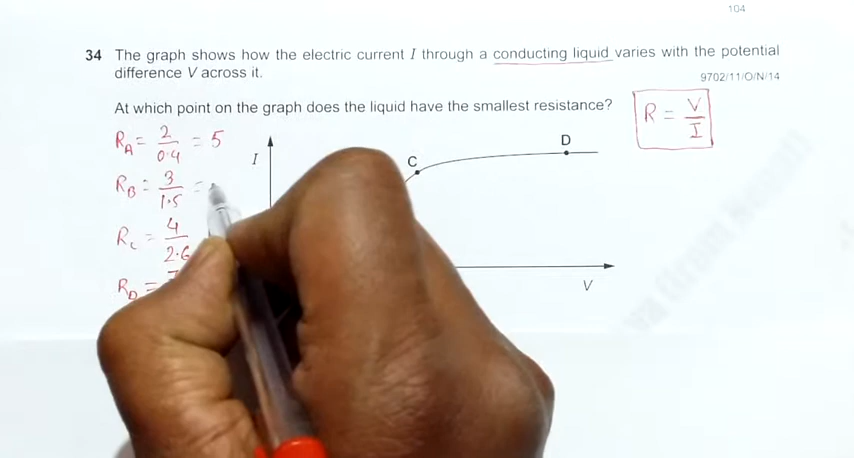 104
34 The graph shows how the electric current I through a conducting liquid varies with the potential
difference V across it.
9702/11/O/N/14
At which point on the graph does the liquid have the smallest resistance?
R = V/I
R_A = 2/0.4 = 5
R_B = 3/1.5 =
R_C = 4/2.6
R_D =
I
C
D
V